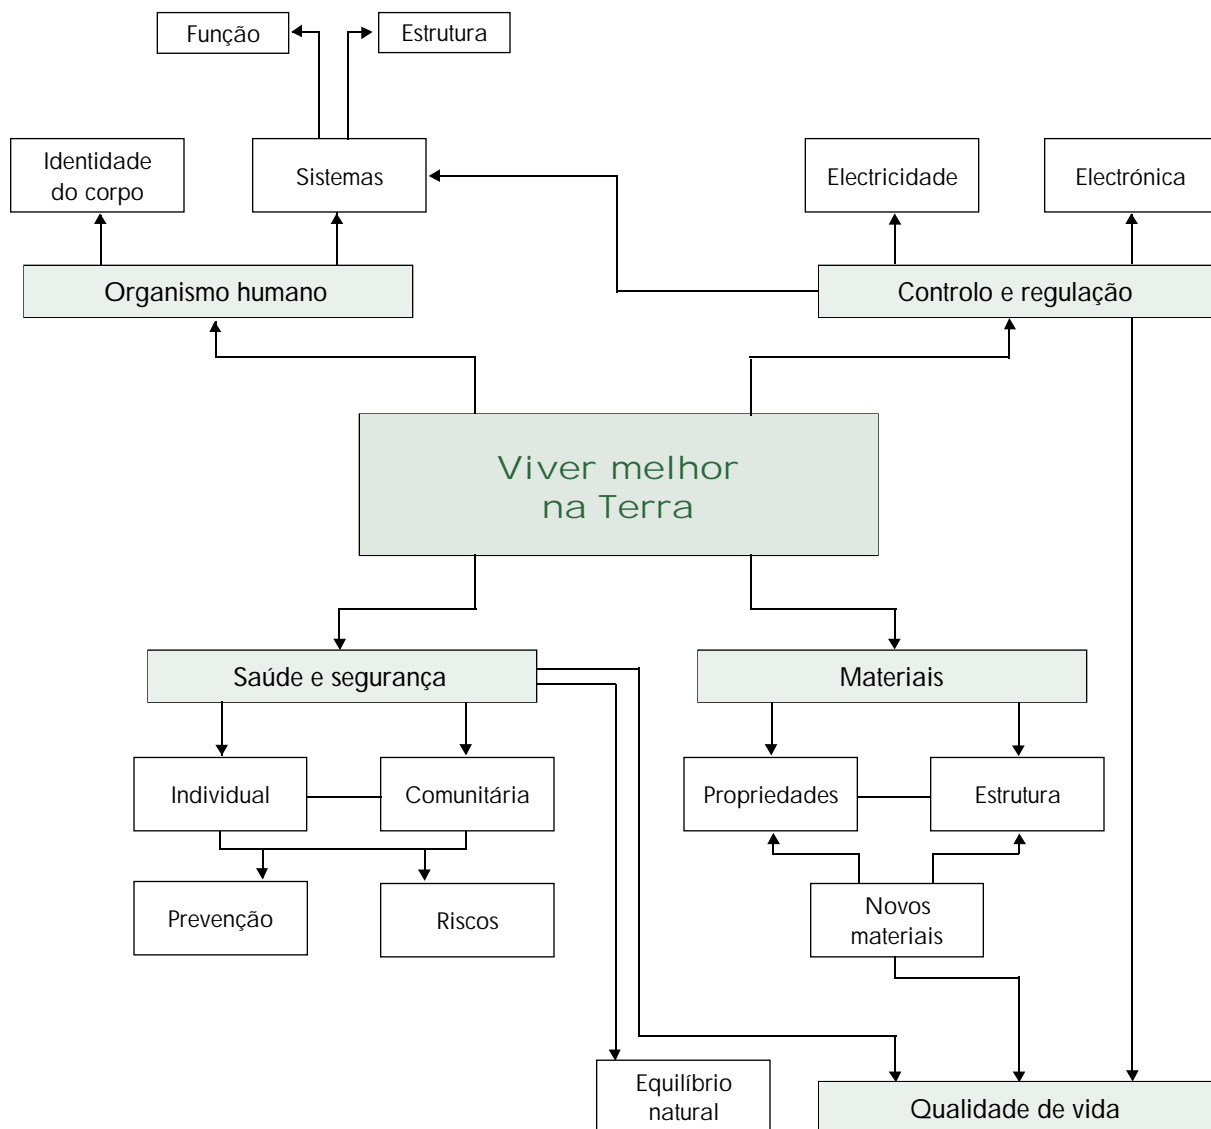 Função
Estrutura
Identidade
do corpo
Sistemas
Electricidade
Electrónica
Organismo humano
Controlo e regulação
Viver melhor
na Terra
Saúde e segurança
Materiais
Individual
Comunitária
Propriedades
Estrutura
Prevenção
Riscos
Novos
materiais
Equilíbrio
natural
Qualidade de vida